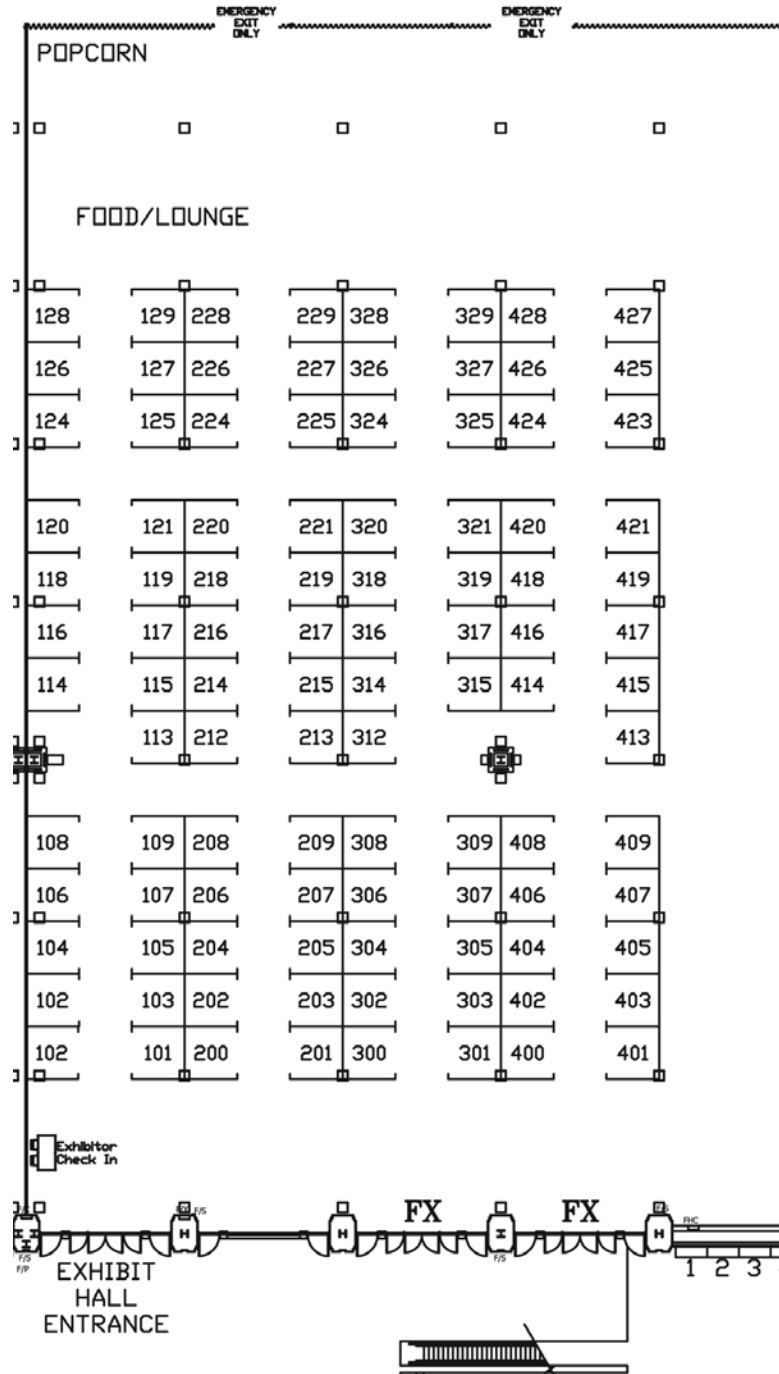 EMERGENCY
EXIT
ONLY
EMERGENCY
EXIT
ONLY
POPCORN
FOOD/LOUNGE
128 129 228 229 328 329 428 427
126 127 226 227 326 327 426 425
124 125 224 225 324 325 424 423
120 121 220 221 320 321 420 421
118 119 218 219 318 319 418 419
116 117 216 217 316 317 416 417
114 115 214 215 314 315 414 415
113 212 213 312 413
H H H
108 109 208 209 308 309 408 409
106 107 206 207 306 307 406 407
104 105 204 205 304 305 404 405
102 103 202 203 302 303 402 403
102 101 200 201 300 301 400 401
Exhibitor
Check In
F/S FX FX F/S
H H H H H H H FHC
F/S F/S
F/P
EXHIBIT
HALL
ENTRANCE
1 2 3